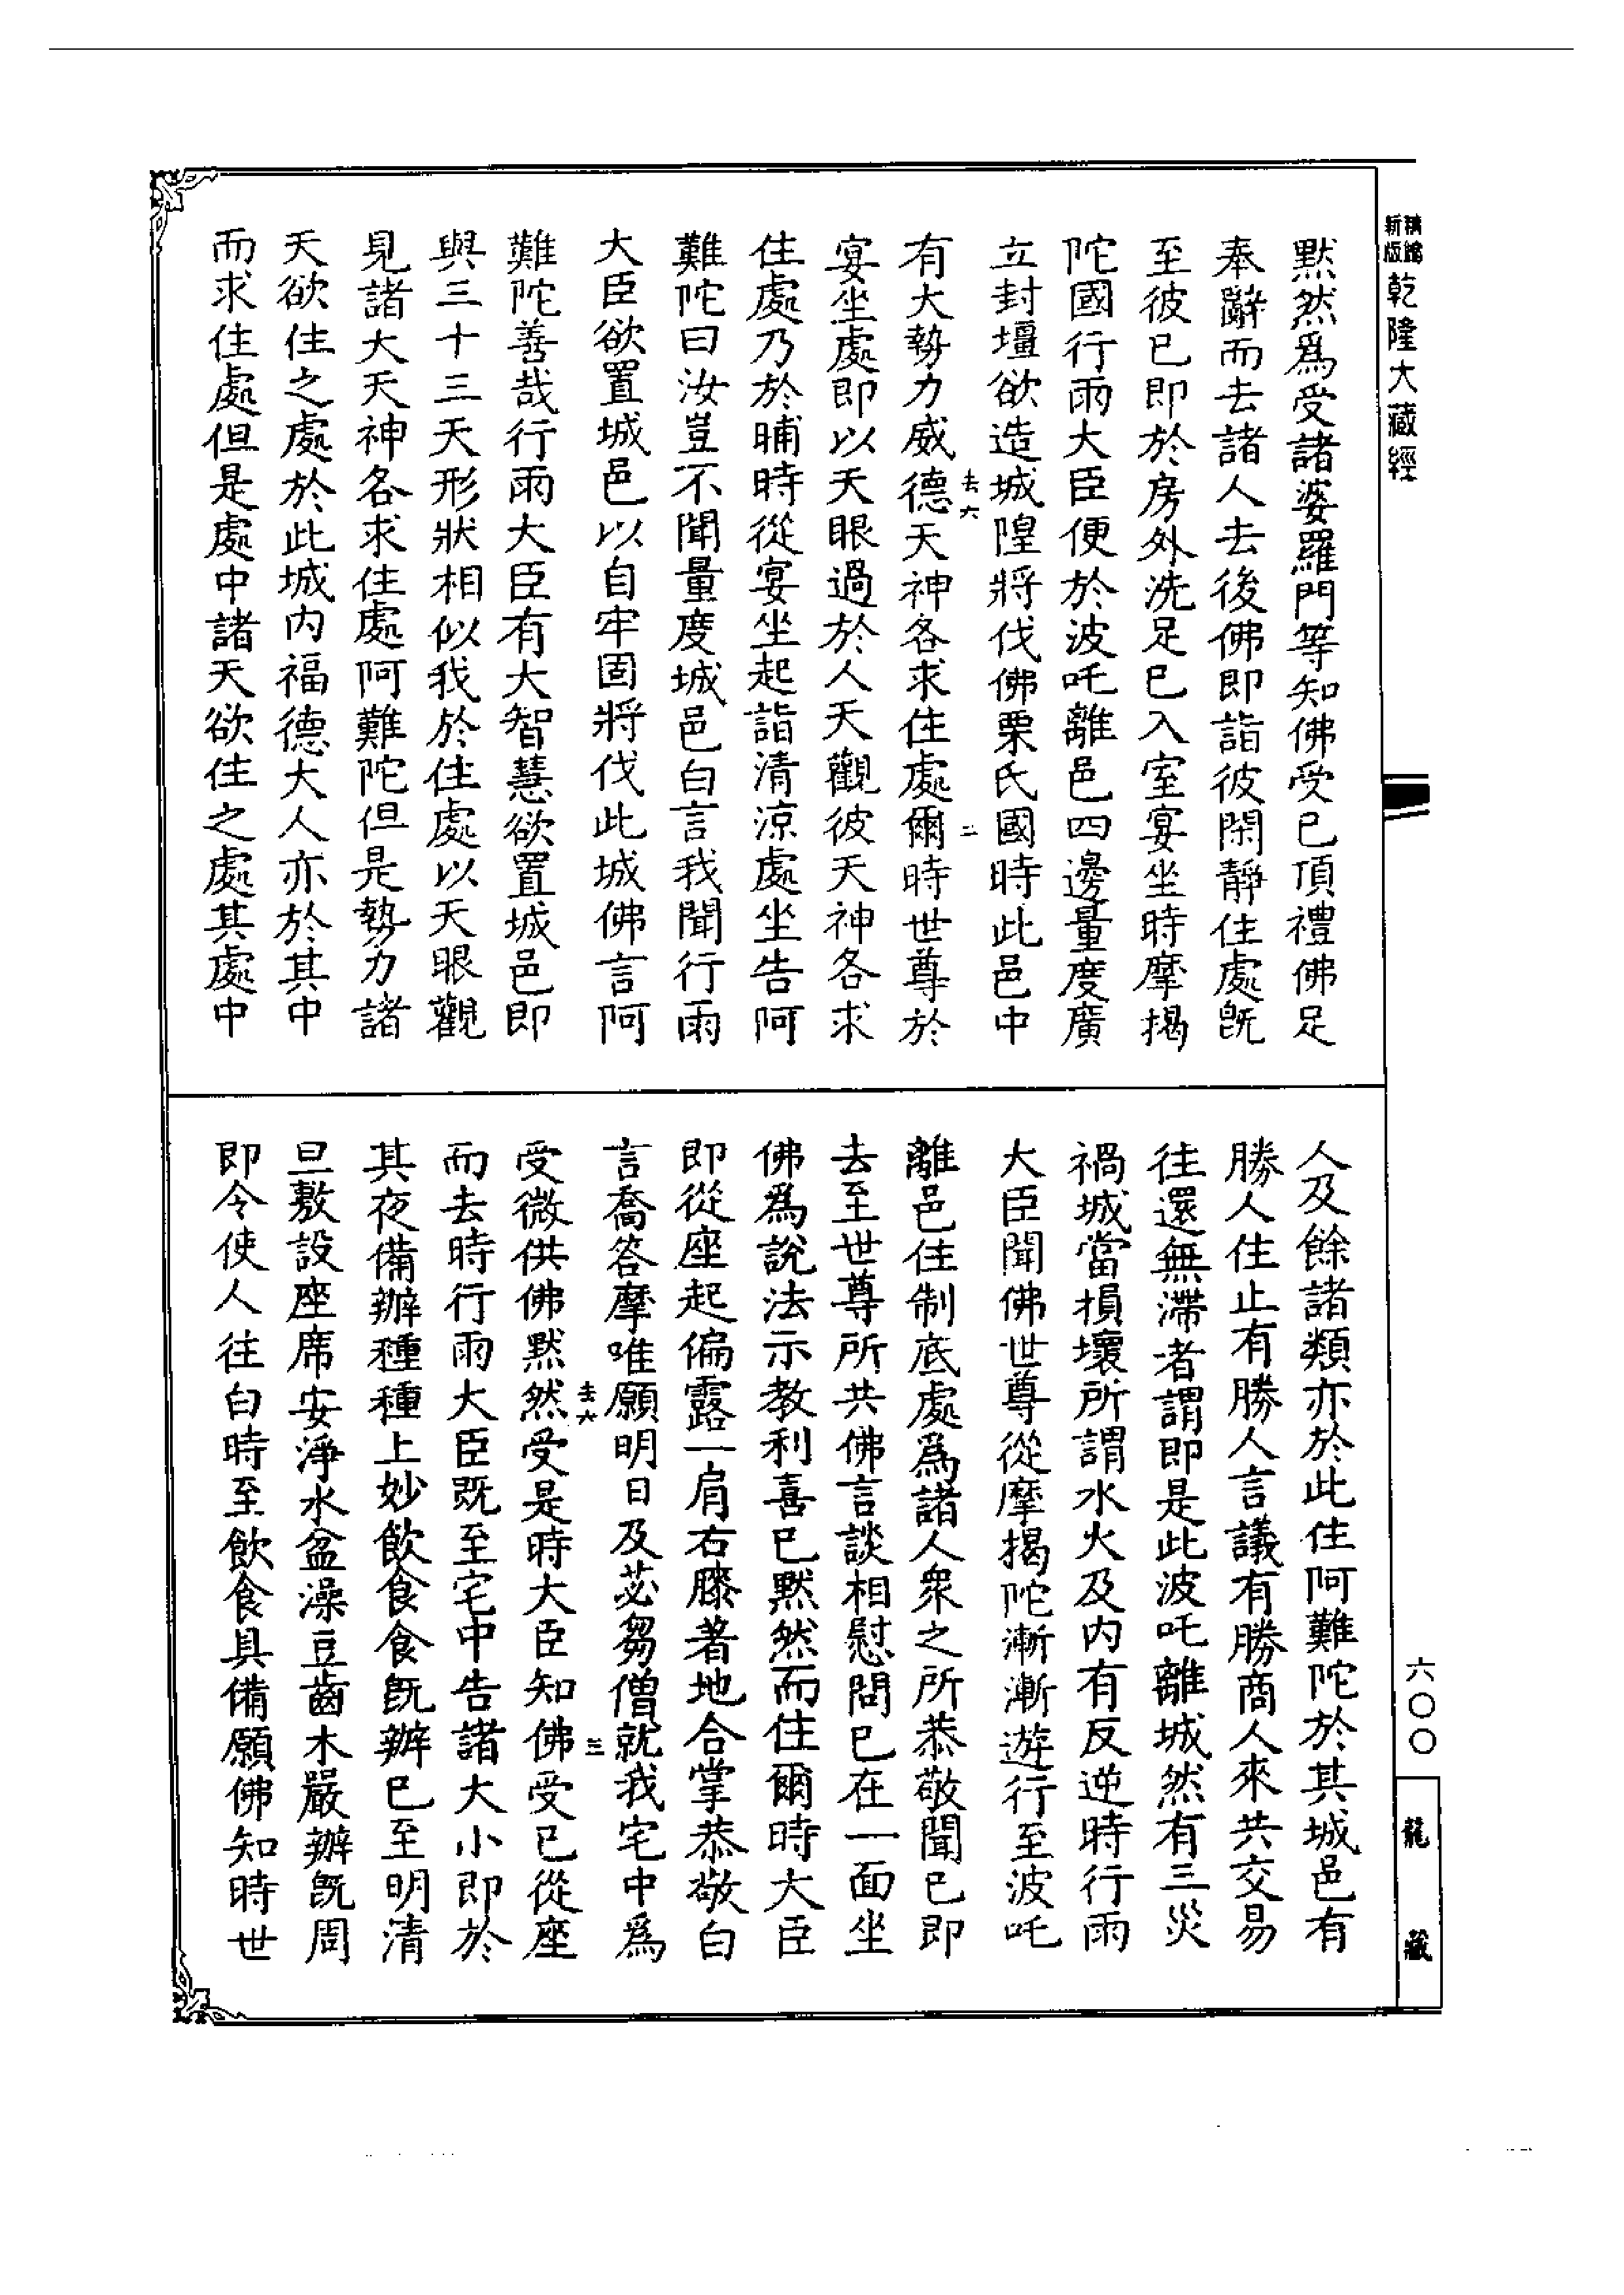 精編
新版
乾隆大藏經
默然爲受諸婆羅門等知佛受已頂禮佛足
奉辭而去諸人去後佛即詣彼閑靜住處旣
至彼已即於房外洗足已入室宴坐時摩揭
陀國行雨大臣便於波吒離邑四邊量度廣
立封壃欲造城隍將伐佛栗氏國時此邑中
去六
二
有大勢力威德天神各求住處爾時世尊於
宴坐處即以天眼過於人天觀彼天神各求
住處乃於晡時從宴坐起詣清涼處坐告阿
難陀曰汝豈不聞量度城邑白言我聞行雨
大臣欲置城邑以自牢固將伐此城佛言阿
難陀善哉行雨大臣有大智慧欲置城邑即
與三十三天形狀相似我於住處以天眼觀
見諸大天神各求住處阿難陀但是勢力諸
天欲住之處於此城内福德大人亦於其中
而求住處但是處中諸天欲住之處其處中
人及餘諸類亦於此住阿難陀於其城邑有
勝人住止有勝人言議有勝商人來共交易
往還無滯者謂即是此波吒離城然有三災
禍城當損壞所謂水火及内有反逆時行雨
大臣聞佛世尊從摩揭陀漸漸遊行至波吒
離邑住制底處爲諸人衆之所恭敬聞已即
去至世尊所共佛言談相慰問已在一面坐
佛爲説法示教利喜已默然而住爾時大臣
即從座起偏露一肩右膝著地合掌恭敬白
言喬答摩唯願明日及苾芻僧就我宅中爲
去六
三
受微供佛默然受是時大臣知佛受已從座
而去時行雨大臣既至宅中告諸大小即於
其夜備辦種種上妙飲食食旣辦已至明清
旦敷設座席安淨水盆澡豆齒木嚴辦旣周
即令使人往白時至飲食具備願佛知時世
六〇〇
龍藏